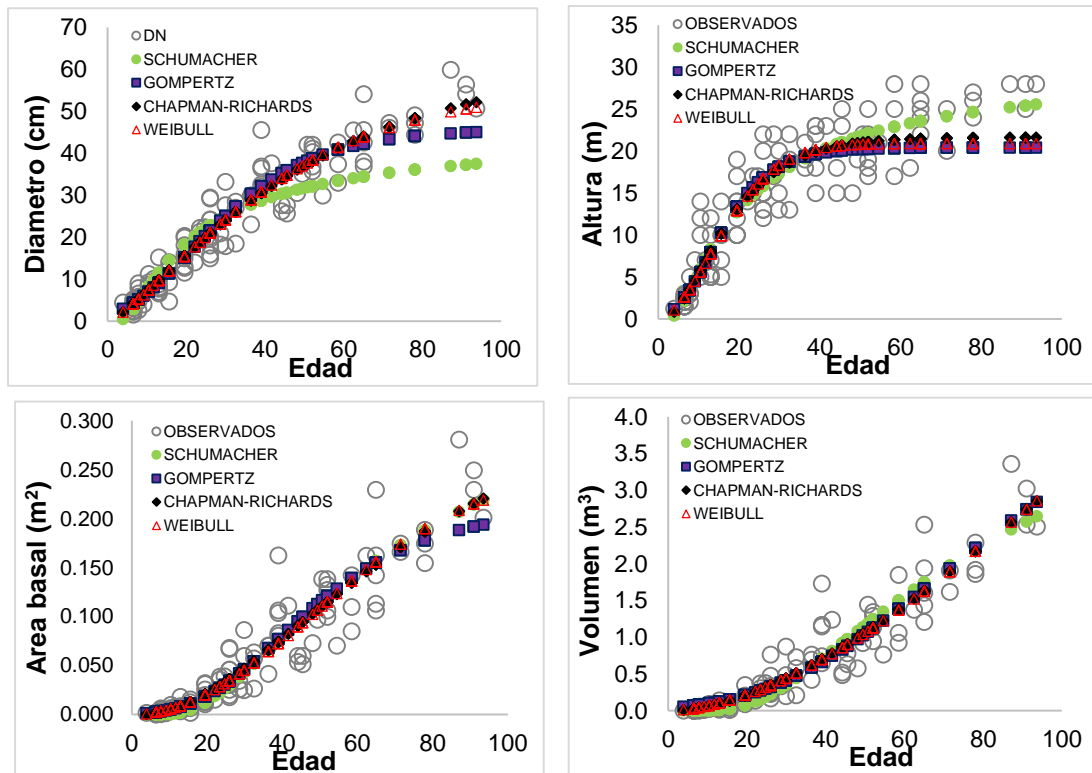 Diametro (cm)
70
60
50
40
30
20
10
0
DN
SCHUMACHER
GOMPERTZ
CHAPMAN-RICHARDS
WEIBULL
0 20 40 60 80 100
Edad
Altura (m)
35
30
25
20
15
10
5
0
OBSERVADOS
SCHUMACHER
GOMPERTZ
CHAPMAN-RICHARDS
WEIBULL
0 20 40 60 80 100
Edad
Area basal (m²)
0.300
0.250
0.200
0.150
0.100
0.050
0.000
OBSERVADOS
SCHUMACHER
GOMPERTZ
CHAPMAN-RICHARDS
WEIBULL
0 20 40 60 80 100
Edad
Volumen (m³)
4.0
3.5
3.0
2.5
2.0
1.5
1.0
0.5
0.0
OBSERVADOS
SCHUMACHER
GOMPERTZ
CHAPMAN-RICHARDS
WEIBULL
0 20 40 60 80 100
Edad